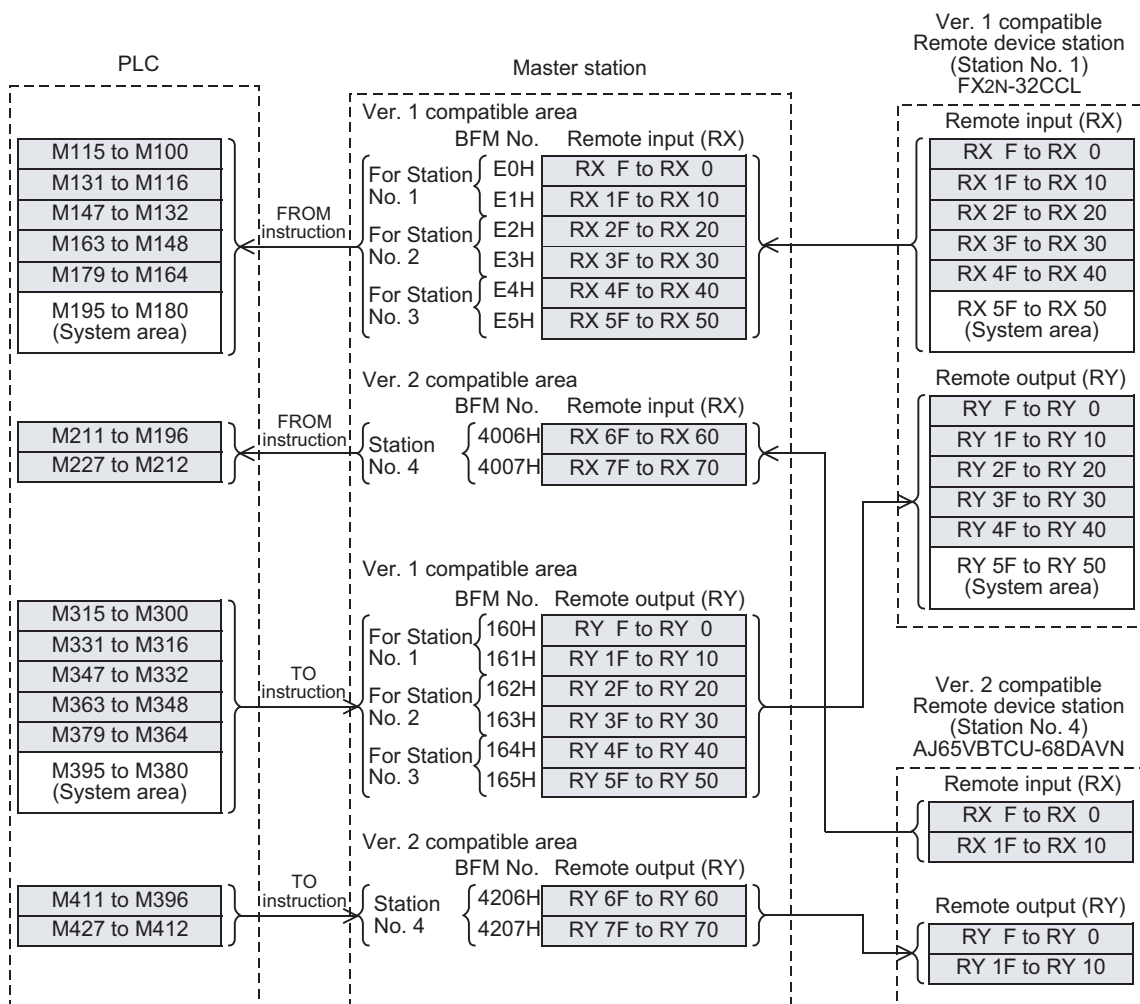 PLC
M115 to M100
M131 to M116
M147 to M132
M163 to M148
M179 to M164
M195 to M180
(System area)
M211 to M196
M227 to M212
M315 to M300
M331 to M316
M347 to M332
M363 to M348
M379 to M364
M395 to M380
(System area)
M411 to M396
M427 to M412
FROM
instruction
FROM
instruction
TO
instruction
TO
instruction
Master station
Ver. 1 compatible area
BFM No. Remote input (RX)
For Station
No. 1
E0H RX F to RX 0
E1H RX 1F to RX 10
For Station
No. 2
E2H RX 2F to RX 20
E3H RX 3F to RX 30
For Station
No. 3
E4H RX 4F to RX 40
E5H RX 5F to RX 50
Ver. 2 compatible area
BFM No. Remote input (RX)
Station
No. 4
4006H RX 6F to RX 60
4007H RX 7F to RX 70
Ver. 1 compatible area
BFM No. Remote output (RY)
For Station
No. 1
160H RY F to RY 0
161H RY 1F to RY 10
For Station
No. 2
162H RY 2F to RY 20
163H RY 3F to RY 30
For Station
No. 3
164H RY 4F to RY 40
165H RY 5F to RY 50
Ver. 2 compatible area
BFM No. Remote output (RY)
Station
No. 4
4206H RY 6F to RY 60
4207H RY 7F to RY 70
Ver. 1 compatible
Remote device station
(Station No. 1)
FX2N-32CCL
Remote input (RX)
RX F to RX 0
RX 1F to RX 10
RX 2F to RX 20
RX 3F to RX 30
RX 4F to RX 40
RX 5F to RX 50
(System area)
Remote output (RY)
RY F to RY 0
RY 1F to RY 10
RY 2F to RY 20
RY 3F to RY 30
RY 4F to RY 40
RY 5F to RY 50
(System area)
Ver. 2 compatible
Remote device station
(Station No. 4)
AJ65VBTCU-68DAVN
Remote input (RX)
RX F to RX 0
RX 1F to RX 10
Remote output (RY)
RY F to RY 0
RY 1F to RY 10